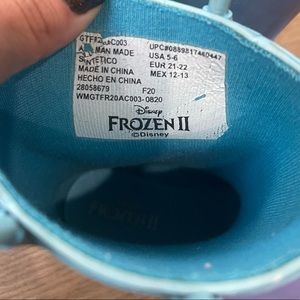 MAN MADE
SINTETICO
MADE IN CHINA
HECHO EN CHINA
28058679 F20
WMGTFR20AC003-0820
USA 5-6
EUR 21-22
MEX 12-13
Disney
FROZEN II
©Disney